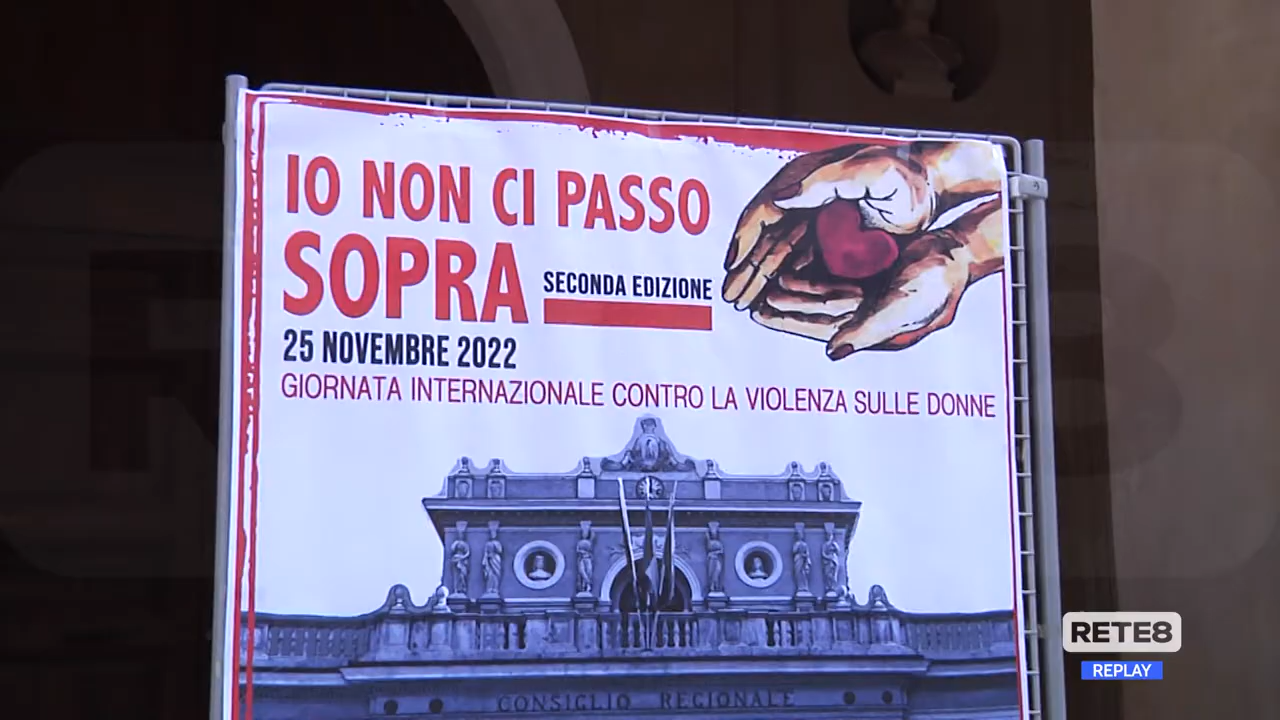 IO NON CI PASSO
SOPRA
SECONDA EDIZIONE
25 NOVEMBRE 2022
GIORNATA INTERNAZIONALE CONTRO LA VIOLENZA SULLE DONNE
CONSIGLIO REGIONALE
RETE8
REPLAY